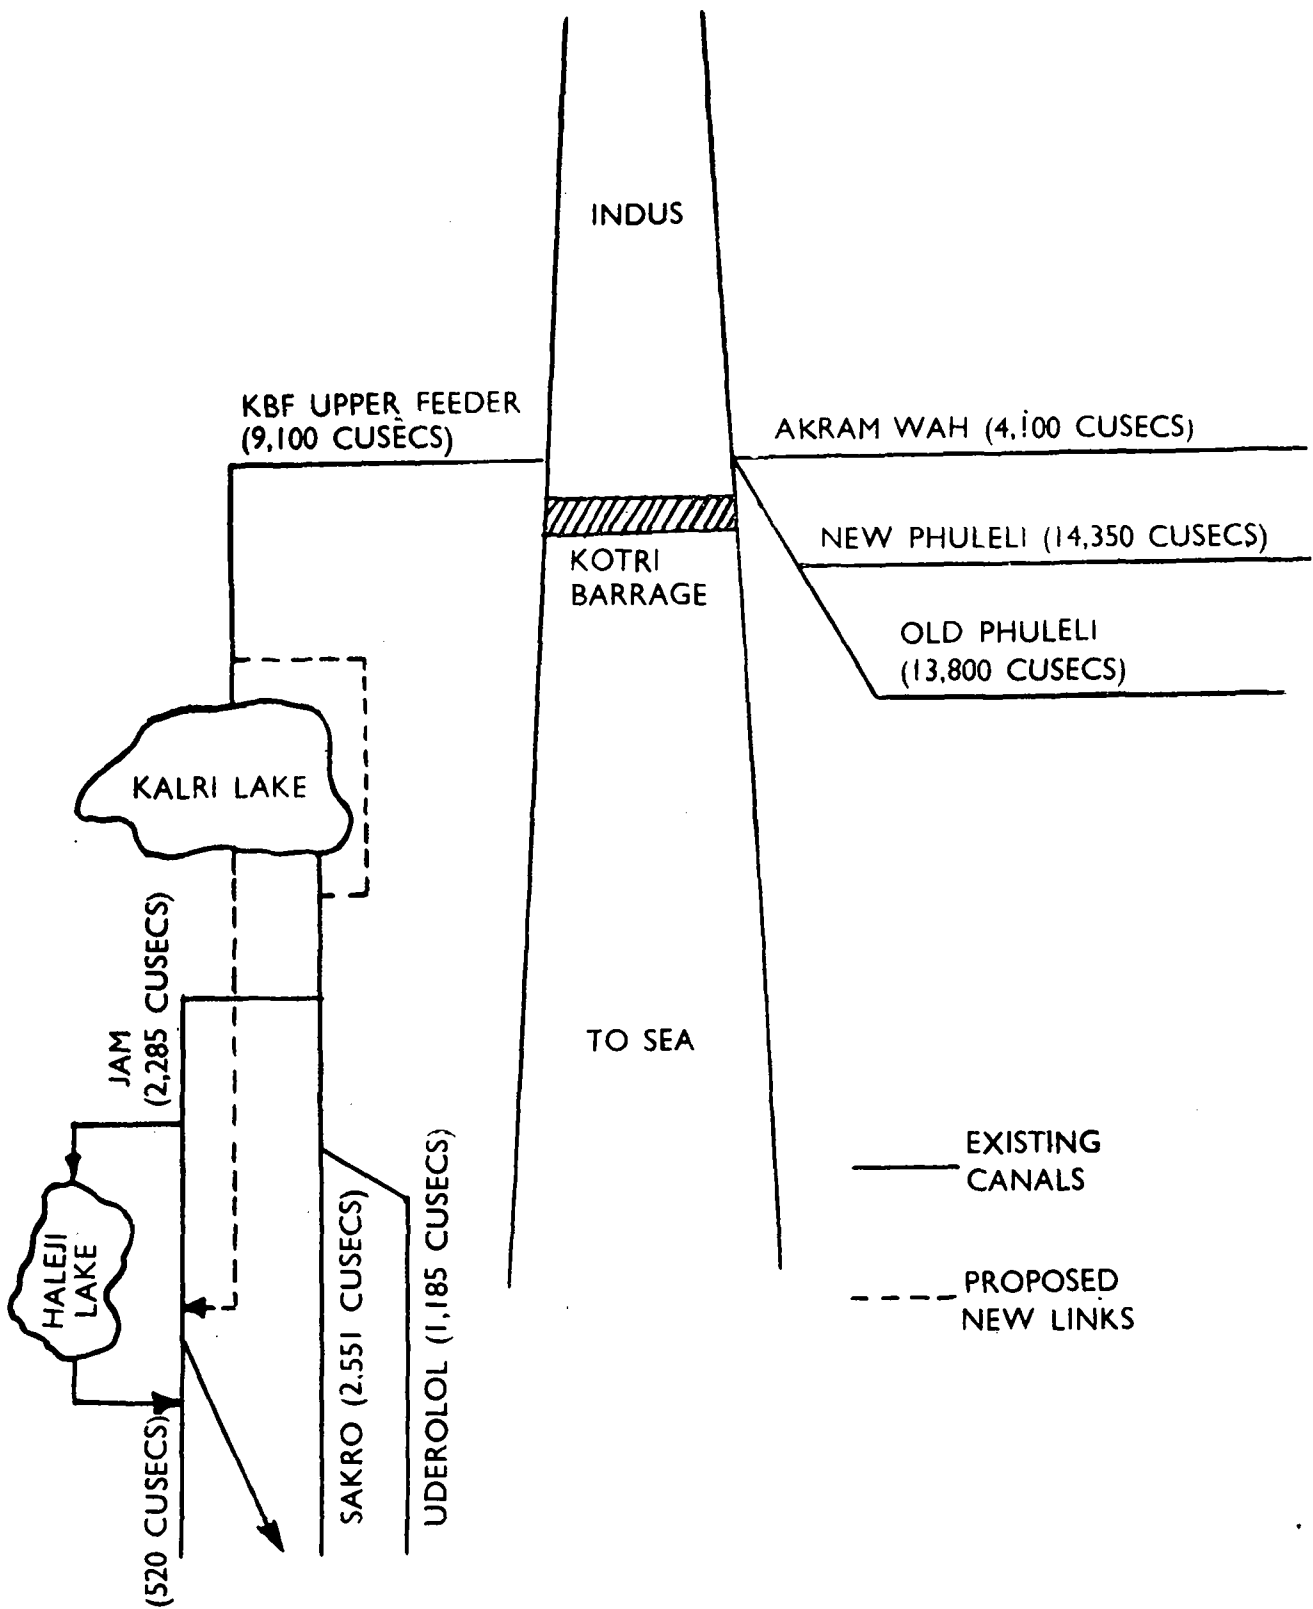 INDUS
KBF UPPER FEEDER
(9,100 CUSECS)
AKRAM WAH (4,100 CUSECS)
NEW PHULELI (14,350 CUSECS)
KOTRI
BARRAGE
OLD PHULELI
(13,800 CUSECS)
KALRI LAKE
JAM
(2,285 CUSECS)
TO SEA
HALEJI
LAKE
(520 CUSECS)
SAKRO (2.551 CUSECS)
UDEROLOL (1,185 CUSECS)
EXISTING
CANALS
PROPOSED
NEW LINKS